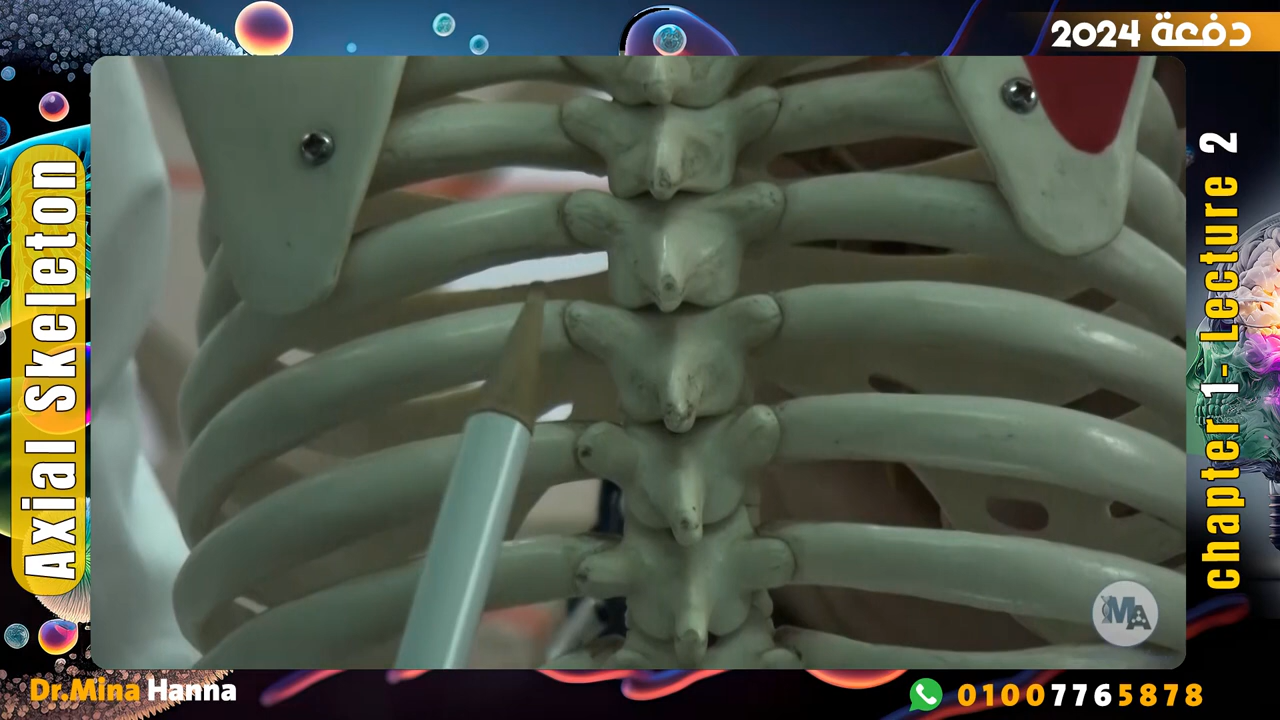 دفعة 2024
Axial Skeleton
chapter 1- Lecture 2
MA
Dr.Mina Hanna
01007765878